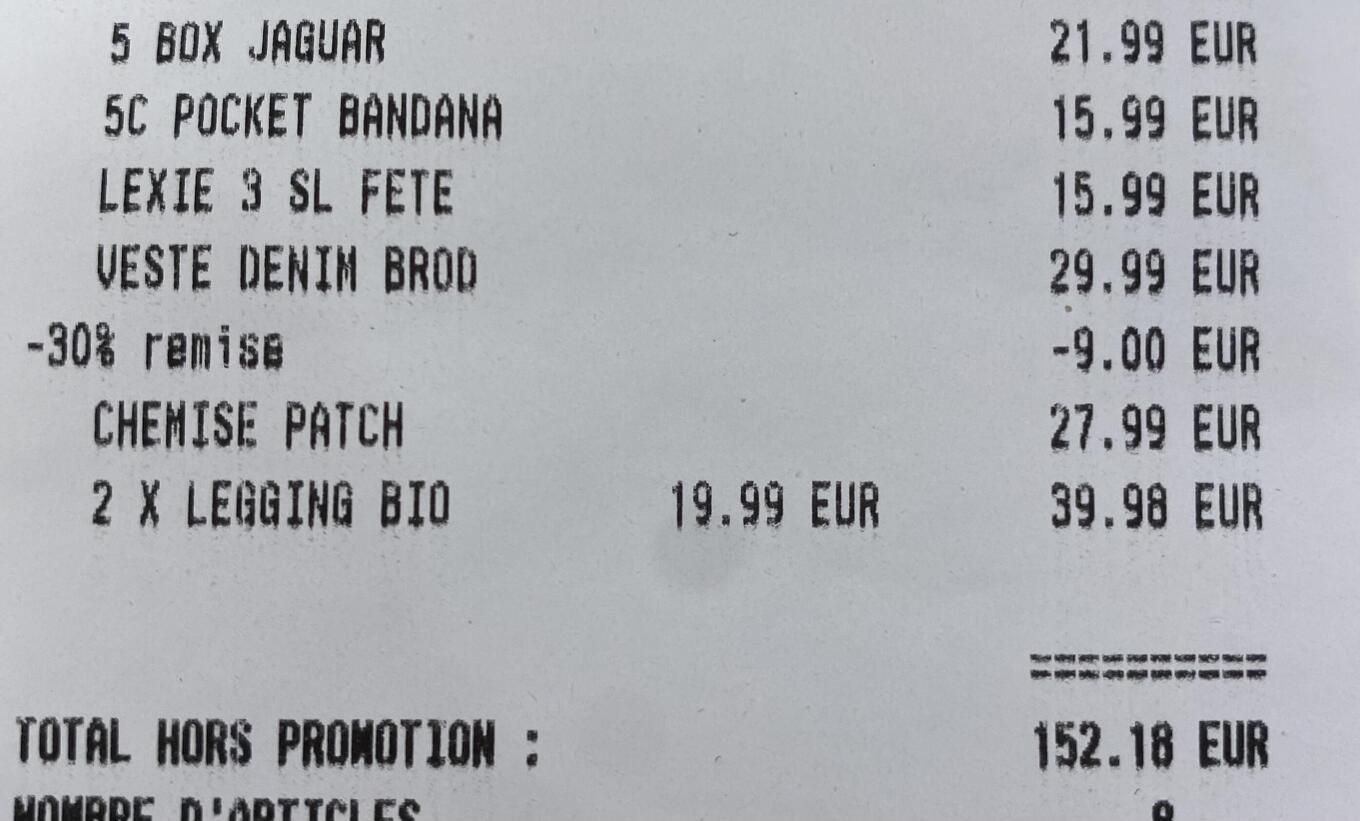 5 BOX JAGUAR 21.99 EUR
5C POCKET BANDANA 15.99 EUR
LEXIE 3 SL FETE 15.99 EUR
VESTE DENIM BROD 29.99 EUR
-30% remise -9.00 EUR
CHEMISE PATCH 27.99 EUR
2 X LEGGING BIO 19.99 EUR 39.98 EUR
==========
TOTAL HORS PROMOTION : 152.18 EUR
NOMBRE D'ARTICLES